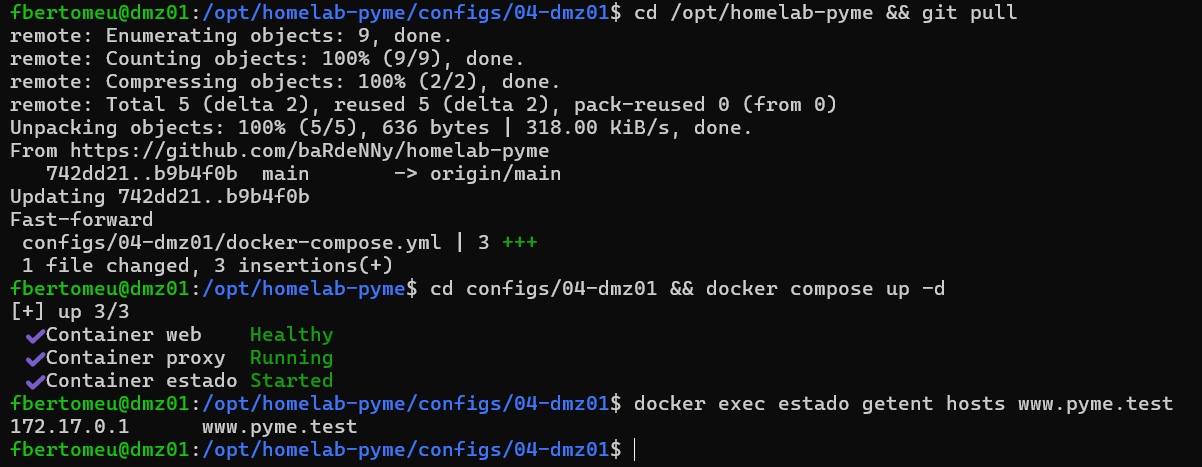 fbertomeu@dmz01:/opt/homelab-pyme/configs/04-dmz01$ cd /opt/homelab-pyme && git pull
remote: Enumerating objects: 9, done.
remote: Counting objects: 100% (9/9), done.
remote: Compressing objects: 100% (2/2), done.
remote: Total 5 (delta 2), reused 5 (delta 2), pack-reused 0 (from 0)
Unpacking objects: 100% (5/5), 636 bytes | 318.00 KiB/s, done.
From https://github.com/baRdeNNy/homelab-pyme
   742dd21..b9b4f0b  main       -> origin/main
Updating 742dd21..b9b4f0b
Fast-forward
 configs/04-dmz01/docker-compose.yml | 3 +++
 1 file changed, 3 insertions(+)
fbertomeu@dmz01:/opt/homelab-pyme$ cd configs/04-dmz01 && docker compose up -d
[+] up 3/3
 ✔Container web    Healthy
 ✔Container proxy  Running
 ✔Container estado Started
fbertomeu@dmz01:/opt/homelab-pyme/configs/04-dmz01$ docker exec estado getent hosts www.pyme.test
172.17.0.1      www.pyme.test
fbertomeu@dmz01:/opt/homelab-pyme/configs/04-dmz01$